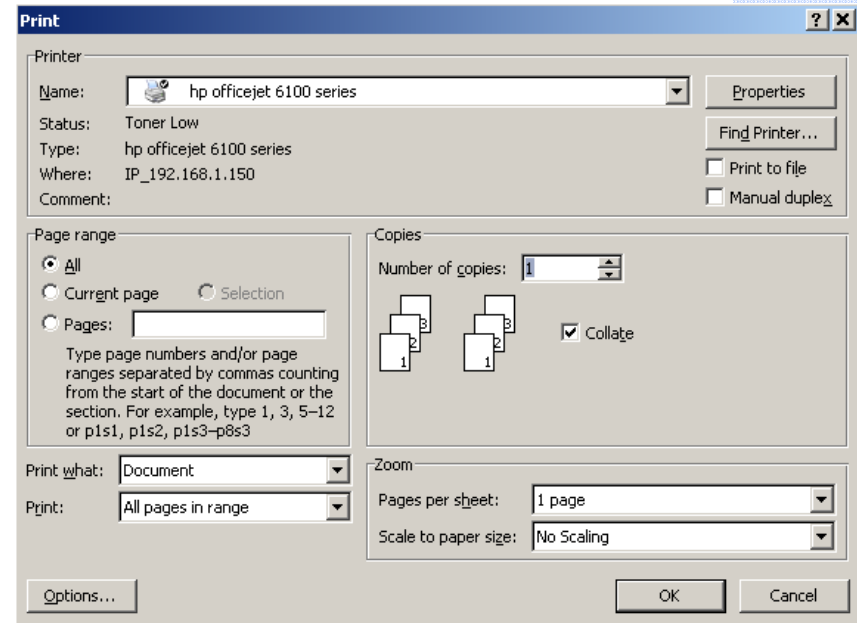 Print
Printer
Name: hp officejet 6100 series
Properties
Status: Toner Low
Find Printer...
Type: hp officejet 6100 series
Where: IP_192.168.1.150
Print to file
Comment:
Manual duplex
Page range
All
Current page Selection
Pages:
Type page numbers and/or page
ranges separated by commas counting
from the start of the document or the
section. For example, type 1, 3, 5–12
or p1s1, p1s2, p1s3–p8s3
Copies
Number of copies: 1
3 3
2 2
1 1
Collate
Print what: Document
Print: All pages in range
Zoom
Pages per sheet: 1 page
Scale to paper size: No Scaling
Options...
OK
Cancel